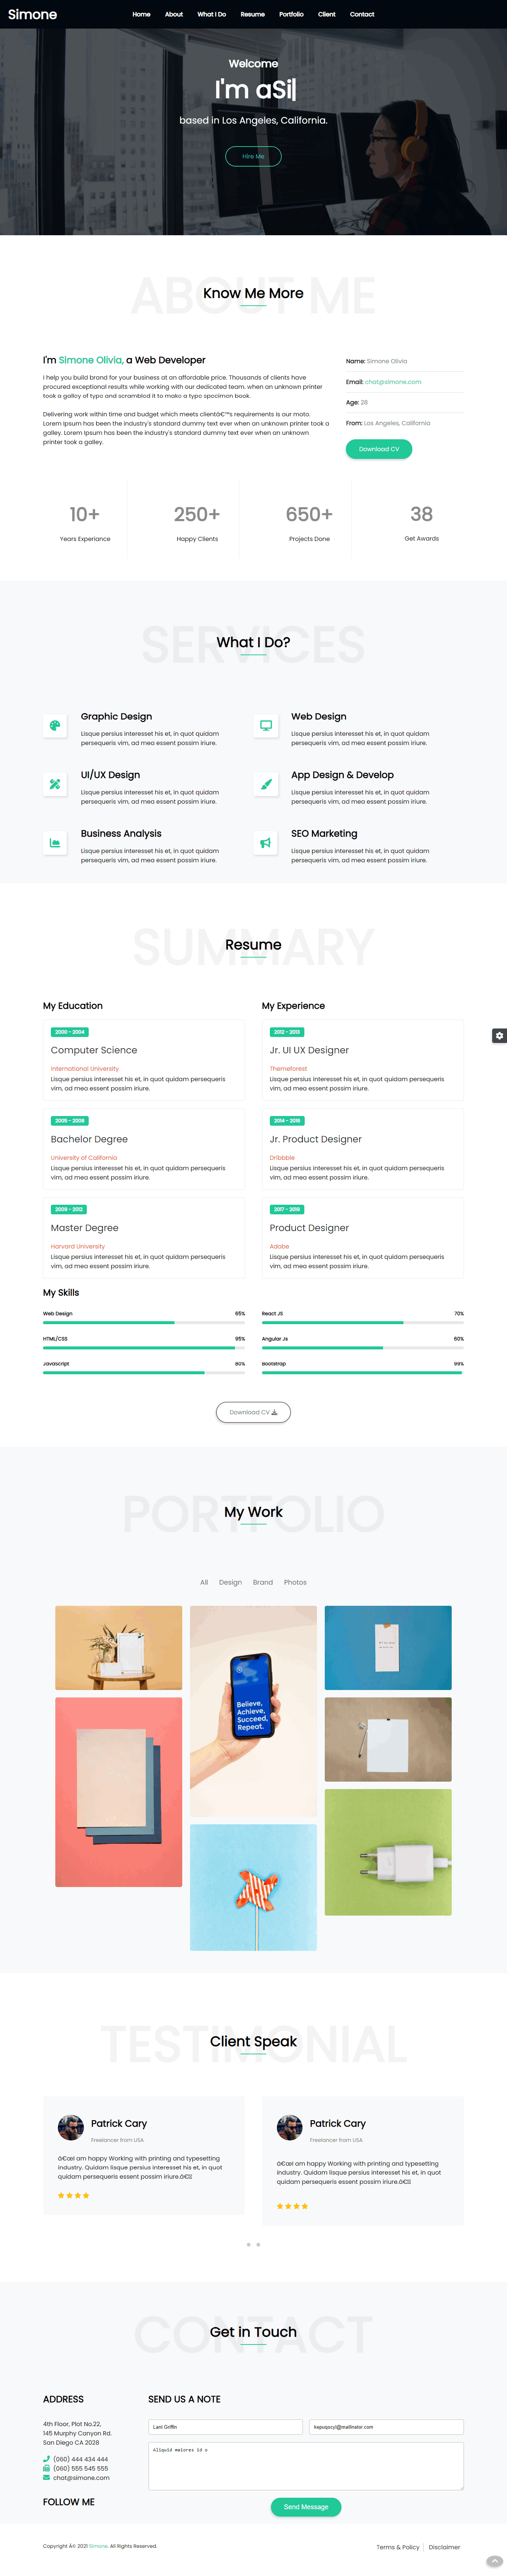 Simone
Home About What I Do Resume Portfolio Client Contact
Welcome
I'm aSil
based in Los Angeles, California.
Hire Me
ABOUT ME
Know Me More
I'm Simone Olivia, a Web Developer
I help you build brand for your business at an affordable price. Thousands of clients have
procured exceptional results while working with our dedicated team. when an unknown printer
took a galley of type and scrambled it to make a type specimen book.
Delivering work within time and budget which meets clientâ€™s requirements is our moto.
Lorem Ipsum has been the industry's standard dummy text ever when an unknown printer took a
galley. Lorem Ipsum has been the industry's standard dummy text ever when an unknown
printer took a galley.
Name: Simone Olivia
Email: chat@simone.com
Age: 28
From: Los Angeles, California
Download CV
10+
Years Experiance
250+
Happy Clients
650+
Projects Done
38
Get Awards
SERVICES
What I Do?
Graphic Design
Lisque persius interesset his et, in quot quidam
persequeris vim, ad mea essent possim iriure.
Web Design
Lisque persius interesset his et, in quot quidam
persequeris vim, ad mea essent possim iriure.
UI/UX Design
Lisque persius interesset his et, in quot quidam
persequeris vim, ad mea essent possim iriure.
App Design & Develop
Lisque persius interesset his et, in quot quidam
persequeris vim, ad mea essent possim iriure.
Business Analysis
Lisque persius interesset his et, in quot quidam
persequeris vim, ad mea essent possim iriure.
SEO Marketing
Lisque persius interesset his et, in quot quidam
persequeris vim, ad mea essent possim iriure.
SUMMARY
Resume
My Education
2000 - 2004
Computer Science
International University
Lisque persius interesset his et, in quot quidam persequeris
vim, ad mea essent possim iriure.
2005 - 2008
Bachelor Degree
University of California
Lisque persius interesset his et, in quot quidam persequeris
vim, ad mea essent possim iriure.
2009 - 2012
Master Degree
Harvard University
Lisque persius interesset his et, in quot quidam persequeris
vim, ad mea essent possim iriure.
My Experience
2012 - 2013
Jr. UI UX Designer
Themeforest
Lisque persius interesset his et, in quot quidam persequeris
vim, ad mea essent possim iriure.
2014 - 2016
Jr. Product Designer
Dribbble
Lisque persius interesset his et, in quot quidam persequeris
vim, ad mea essent possim iriure.
2017 - 2019
Product Designer
Adobe
Lisque persius interesset his et, in quot quidam persequeris
vim, ad mea essent possim iriure.
My Skills
Web Design 65%
React JS 70%
HTML/CSS 95%
Angular Js 60%
Javascript 80%
Bootstrap 99%
Download CV
PORTFOLIO
My Work
All Design Brand Photos
Believe,
Achieve,
Succeed,
Repeat.
TESTIMONIAL
Client Speak
Patrick Cary
Freelancer from USA
â€œI am happy Working with printing and typesetting
industry. Quidam lisque persius interesset his et, in quot
quidam persequeris essent possim iriure.â€
Patrick Cary
Freelancer from USA
â€œI am happy Working with printing and typesetting
industry. Quidam lisque persius interesset his et, in quot
quidam persequeris essent possim iriure.â€
CONTACT
Get in Touch
ADDRESS
4th Floor, Plot No.22,
145 Murphy Canyon Rd.
San Diego CA 2028
(060) 444 434 444
(060) 555 545 555
chat@simone.com
FOLLOW ME
SEND US A NOTE
Lani Griffin
kepuqocyl@mailinator.com
Aliquid maiores id o
Send Message
Copyright Â© 2021 Simone. All Rights Reserved.
Terms & Policy Disclaimer